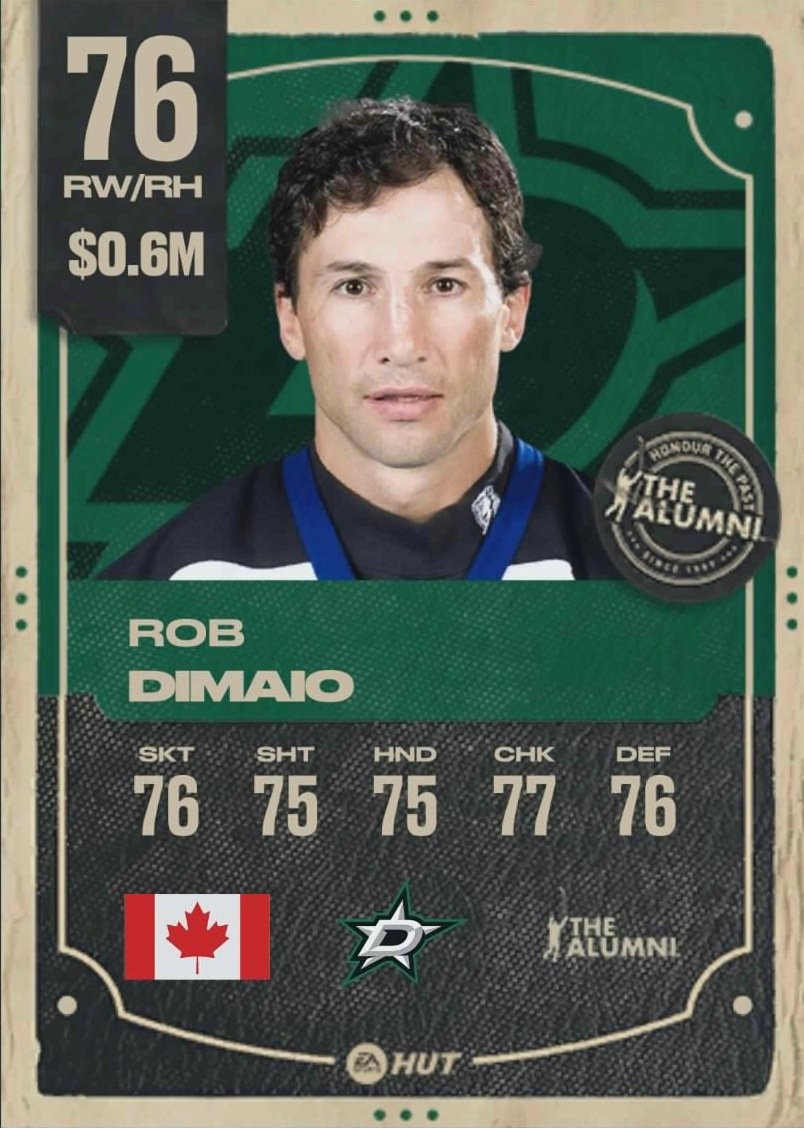 76
RW/RH
$0.6M
HONOUR THE PAST
THE
ALUMNI
ROB
DIMAIO
SKT SHT HND CHK DEF
76 75 75 77 76
D
THE
ALUMNI
EA
HUT